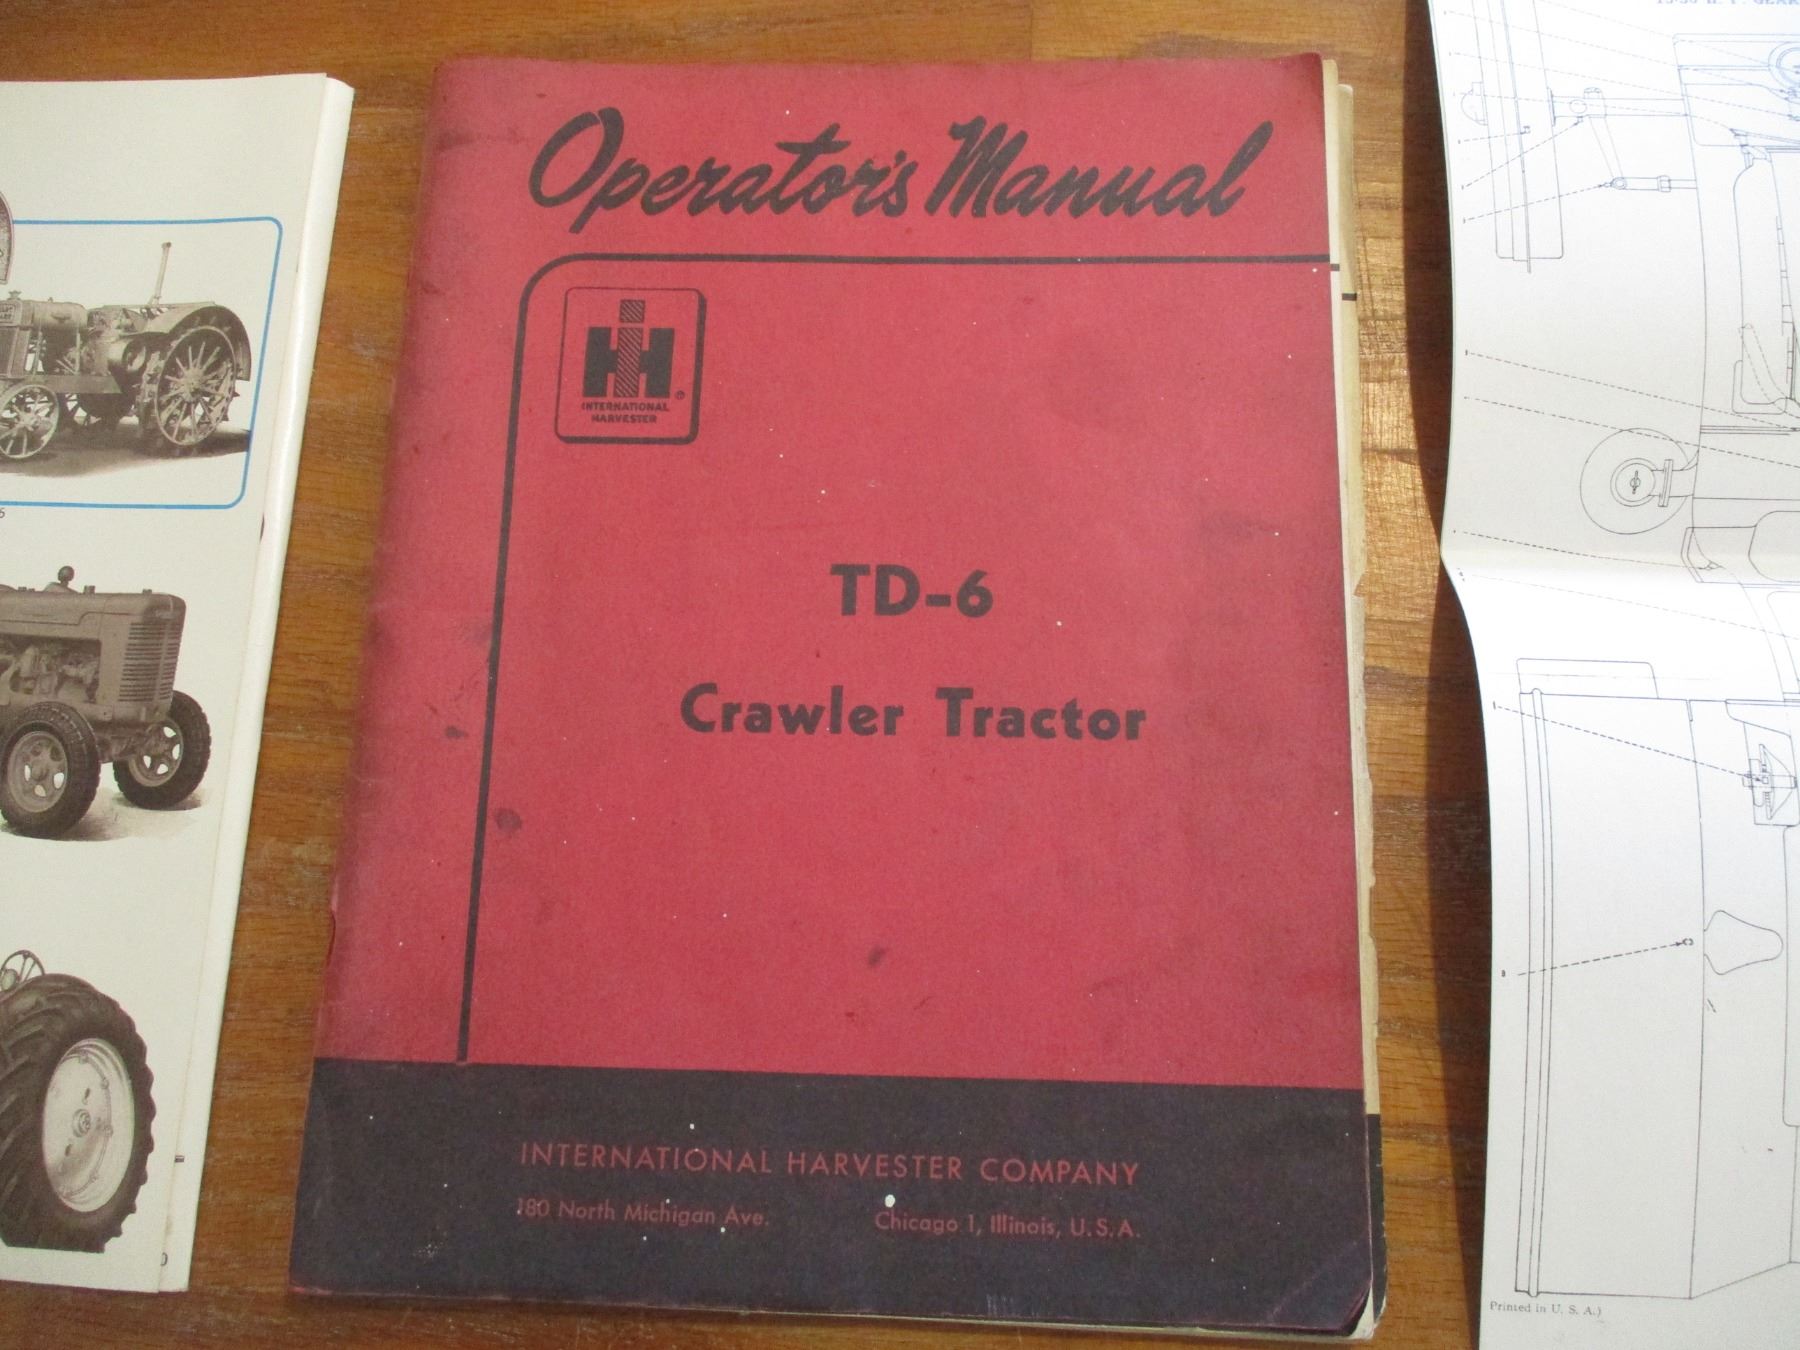 Operator's Manual
IH
INTERNATIONAL
HARVESTER
®
TD-6
Crawler Tractor
INTERNATIONAL HARVESTER COMPANY
180 North Michigan Ave. Chicago 1, Illinois, U.S.A.
Printed in U. S. A.)